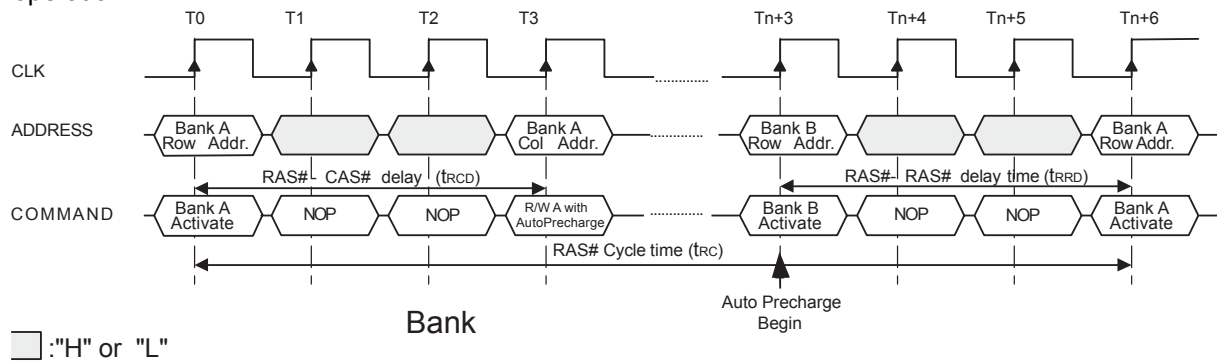 T0 T1 T2 T3 Tn+3 Tn+4 Tn+5 Tn+6
CLK
ADDRESS
Bank A
Row Addr.
Bank A
Col Addr.
Bank B
Row Addr.
Bank A
Row Addr.
RAS# - CAS# delay (tRCD)
RAS# - RAS# delay time (tRRD)
COMMAND
Bank A
Activate
NOP
NOP
R/W A with
AutoPrecharge
Bank B
Activate
NOP
NOP
Bank A
Activate
RAS# Cycle time (tRC)
Auto Precharge
Begin
Bank
:"H" or "L"